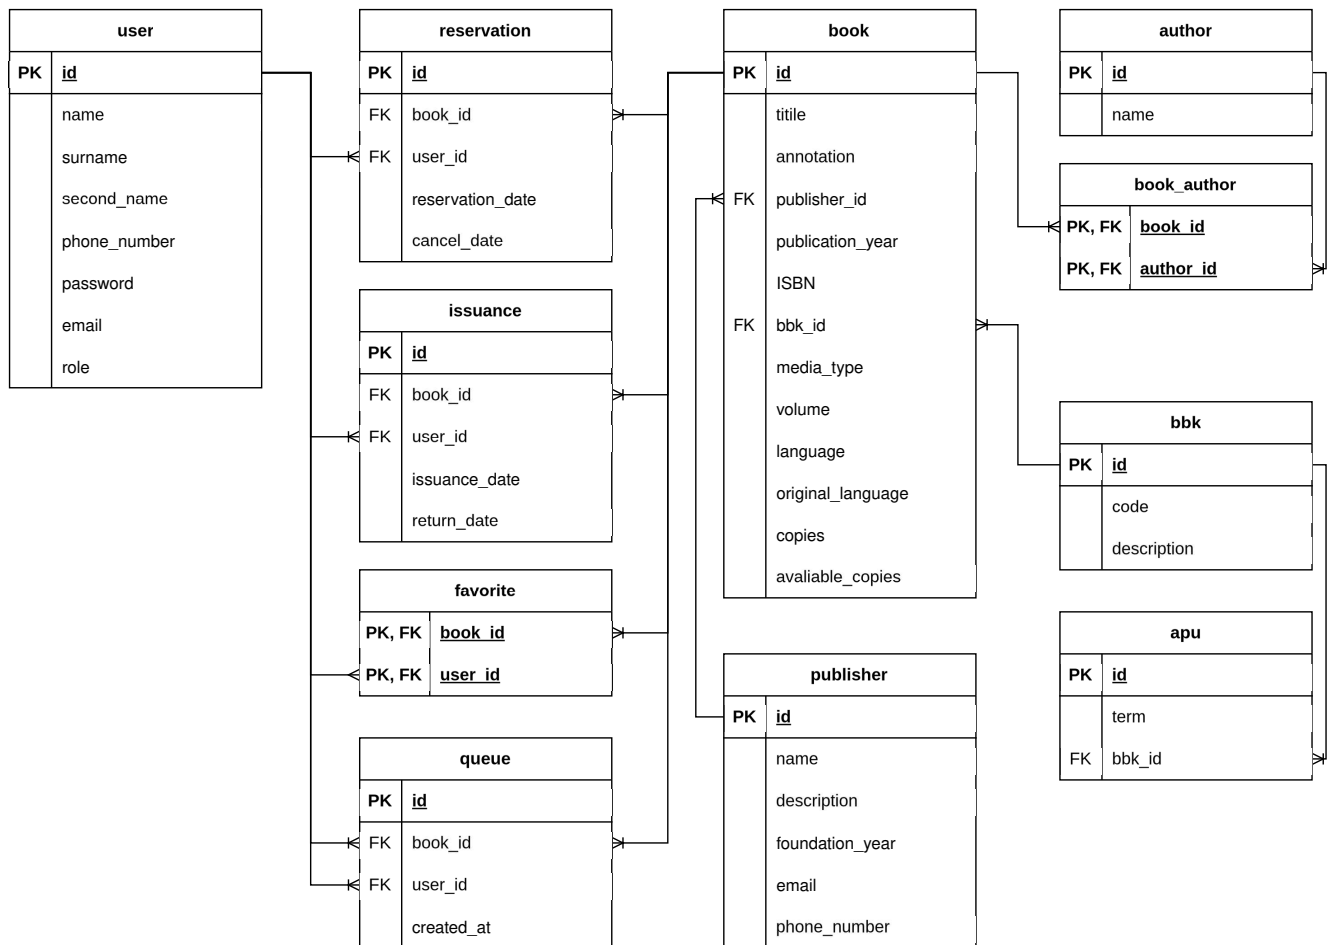 user
PK id
name
surname
second_name
phone_number
password
email
role
reservation
PK id
FK book_id
FK user_id
reservation_date
cancel_date
issuance
PK id
FK book_id
FK user_id
issuance_date
return_date
favorite
PK, FK book_id
PK, FK user_id
queue
PK id
FK book_id
FK user_id
created_at
book
PK id
titile
annotation
FK publisher_id
publication_year
ISBN
FK bbk_id
media_type
volume
language
original_language
copies
avaliable_copies
publisher
PK id
name
description
foundation_year
email
phone_number
author
PK id
name
book_author
PK, FK book_id
PK, FK author_id
bbk
PK id
code
description
apu
PK id
term
FK bbk_id